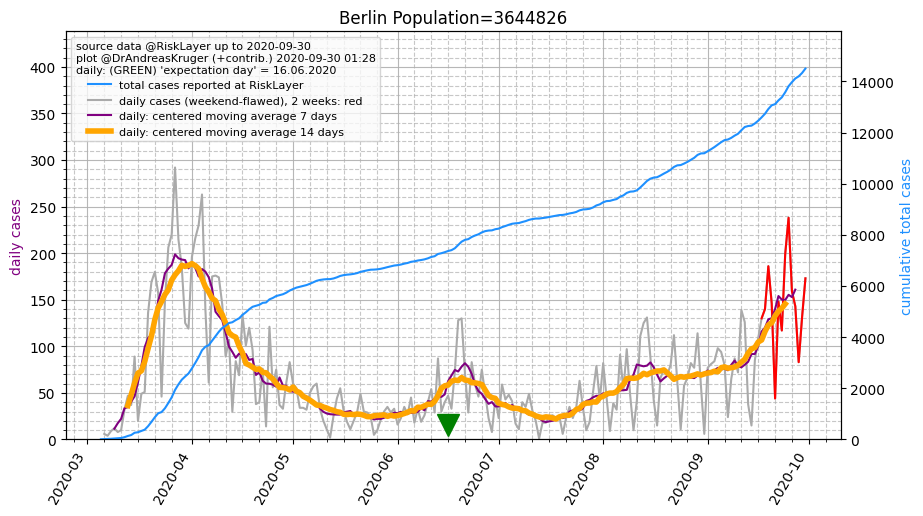 Berlin Population=3644826
source data @RiskLayer up to 2020-09-30
plot @DrAndreasKruger (+contrib.) 2020-09-30 01:28
daily: (GREEN) 'expectation day' = 16.06.2020
total cases reported at RiskLayer
daily cases (weekend-flawed), 2 weeks: red
daily: centered moving average 7 days
daily: centered moving average 14 days
daily cases
400
350
300
250
200
150
100
50
0
cumulative total cases
14000
12000
10000
8000
6000
4000
2000
0
2020-03
2020-04
2020-05
2020-06
2020-07
2020-08
2020-09
2020-10